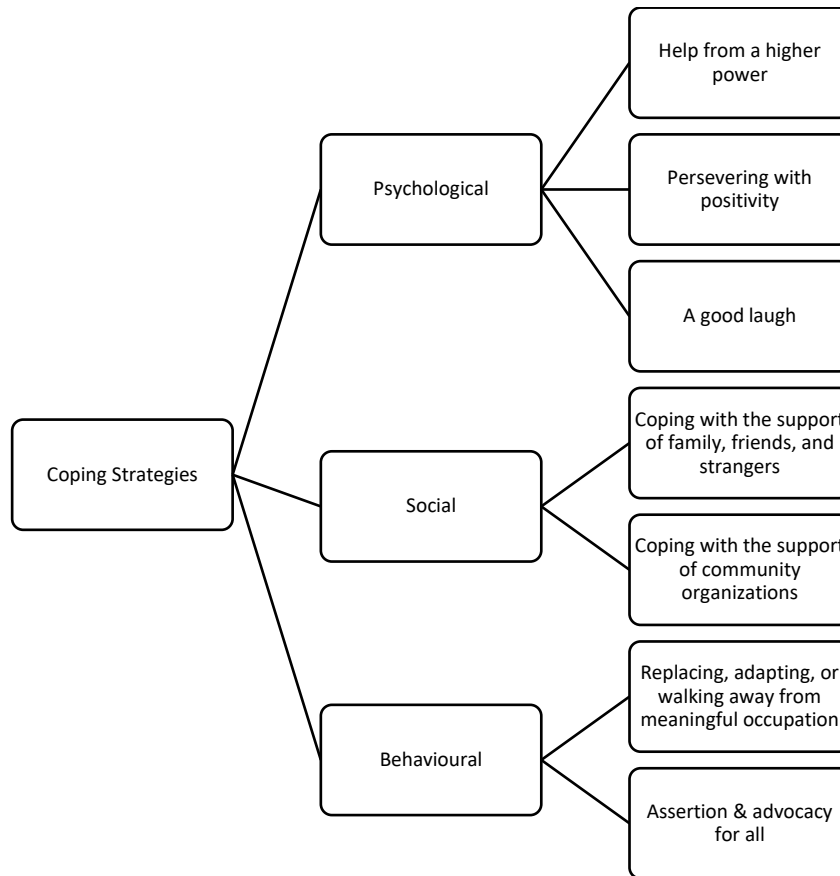 Help from a higher
power
Psychological
Persevering with
positivity
A good laugh
Coping Strategies
Coping with the support
of family, friends, and
strangers
Social
Coping with the support
of community
organizations
Replacing, adapting, or
walking away from
meaningful occupation
Behavioural
Assertion & advocacy
for all